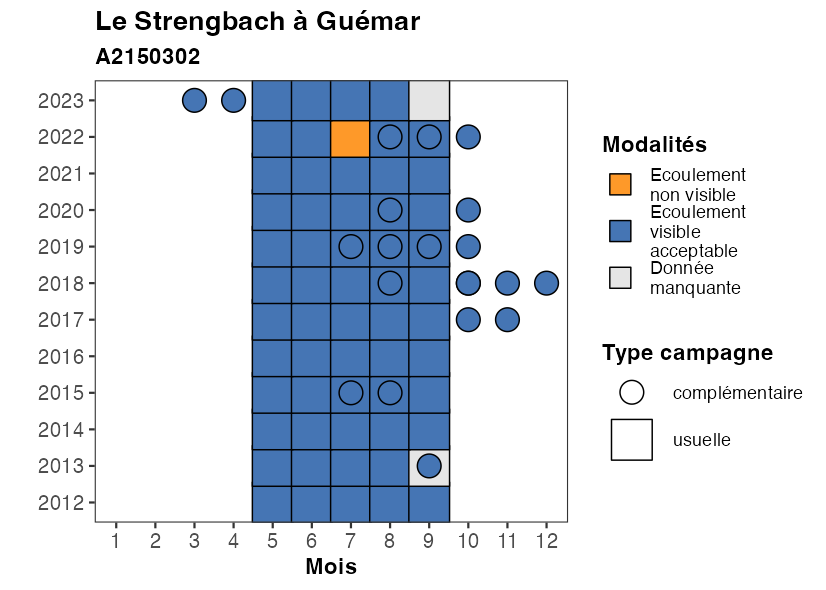 Le Strengbach à Guémar
A2150302
2023
2022
2021
2020
2019
2018
2017
2016
2015
2014
2013
2012
1 2 3 4 5 6 7 8 9 10 11 12
Mois
Modalités
Ecoulement
non visible
Ecoulement
visible
acceptable
Donnée
manquante
Type campagne
complémentaire
usuelle